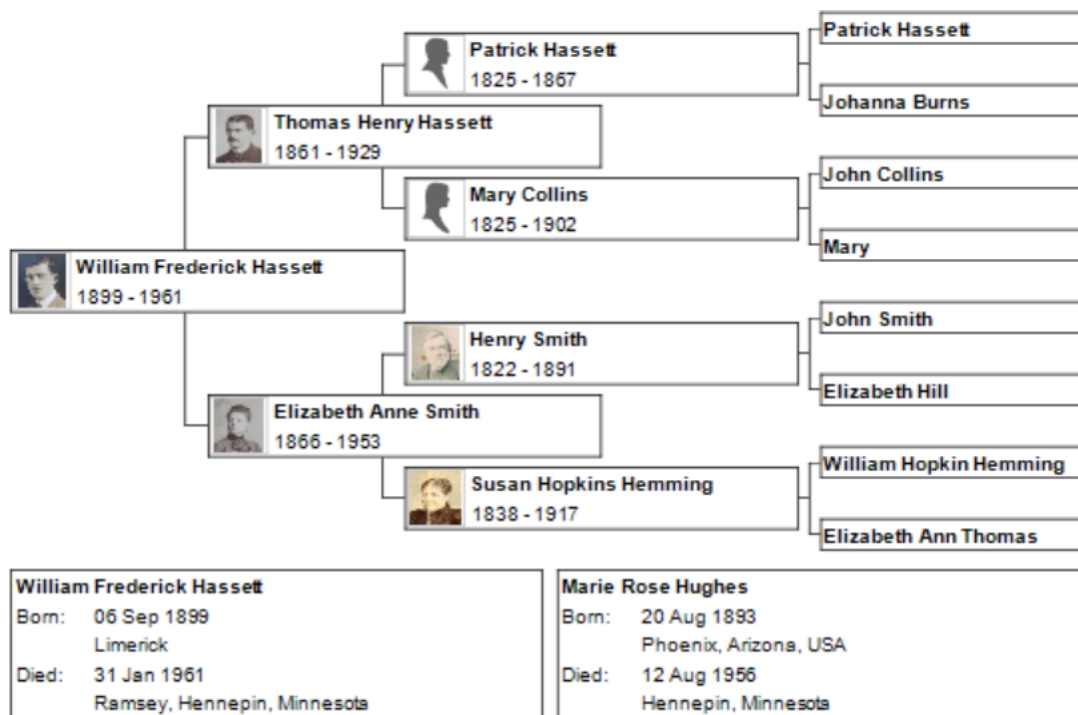 Patrick Hassett
Patrick Hassett
1825 - 1867
Johanna Burns
Thomas Henry Hassett
1861 - 1929
John Collins
Mary Collins
1825 - 1902
Mary
William Frederick Hassett
1899 - 1961
John Smith
Henry Smith
1822 - 1891
Elizabeth Hill
Elizabeth Anne Smith
1866 - 1953
William Hopkin Hemming
Susan Hopkins Hemming
1838 - 1917
Elizabeth Ann Thomas
William Frederick Hassett
Born: 06 Sep 1899
Limerick
Died: 31 Jan 1961
Ramsey, Hennepin, Minnesota
Marie Rose Hughes
Born: 20 Aug 1893
Phoenix, Arizona, USA
Died: 12 Aug 1956
Hennepin, Minnesota